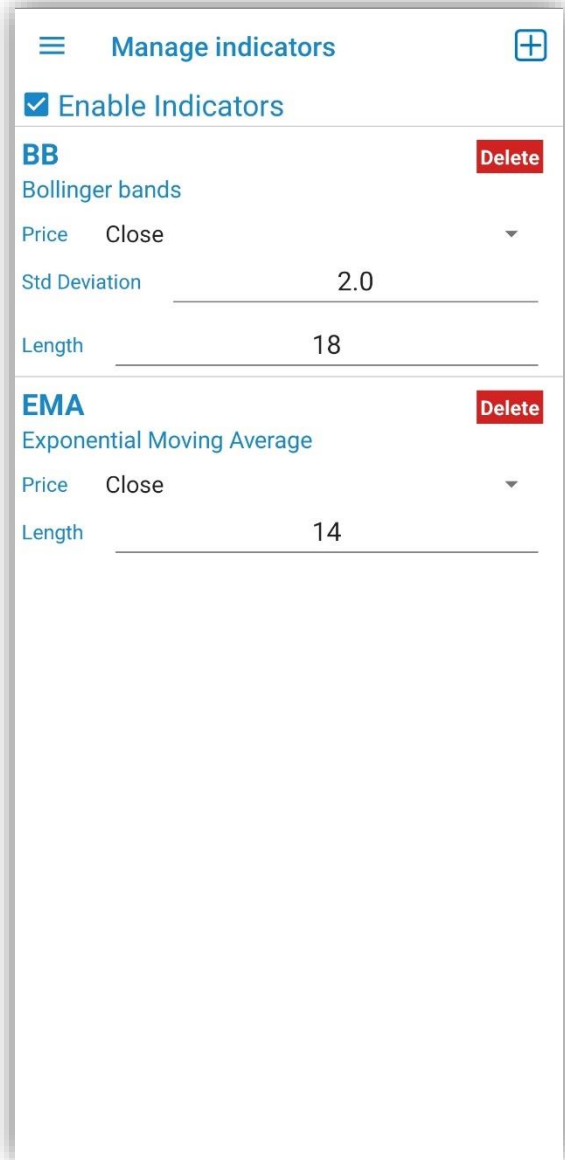 Manage indicators
Enable Indicators
BB Delete
Bollinger bands
Price Close
Std Deviation 2.0
Length 18
EMA Delete
Exponential Moving Average
Price Close
Length 14